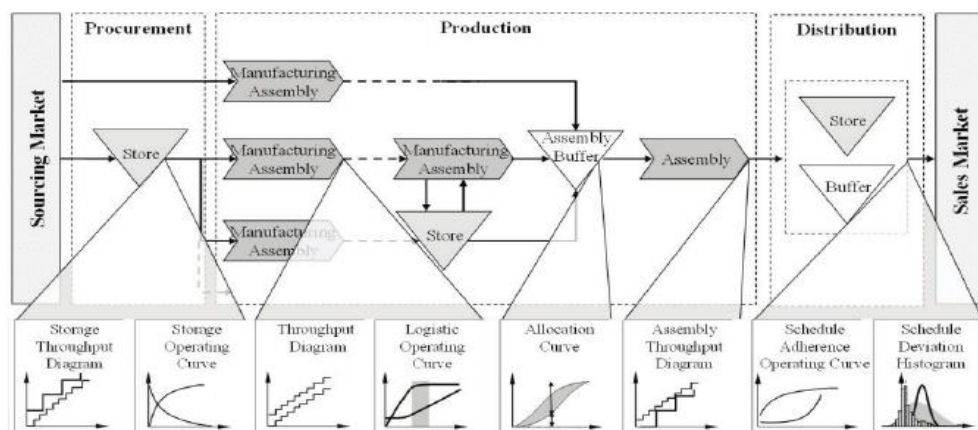 Procurement
Production
Distribution
Sourcing Market
Sales Market
Manufacturing
Assembly
Store
Manufacturing
Assembly
Manufacturing
Assembly
Assembly
Buffer
Assembly
Store
Buffer
Manufacturing
Assembly
Store
Storage
Throughput
Diagram
Storage
Operating
Curve
Throughput
Diagram
Logistic
Operating
Curve
Allocation
Curve
Assembly
Throughput
Diagram
Schedule
Adherence
Operating Curve
Schedule
Deviation
Histogram